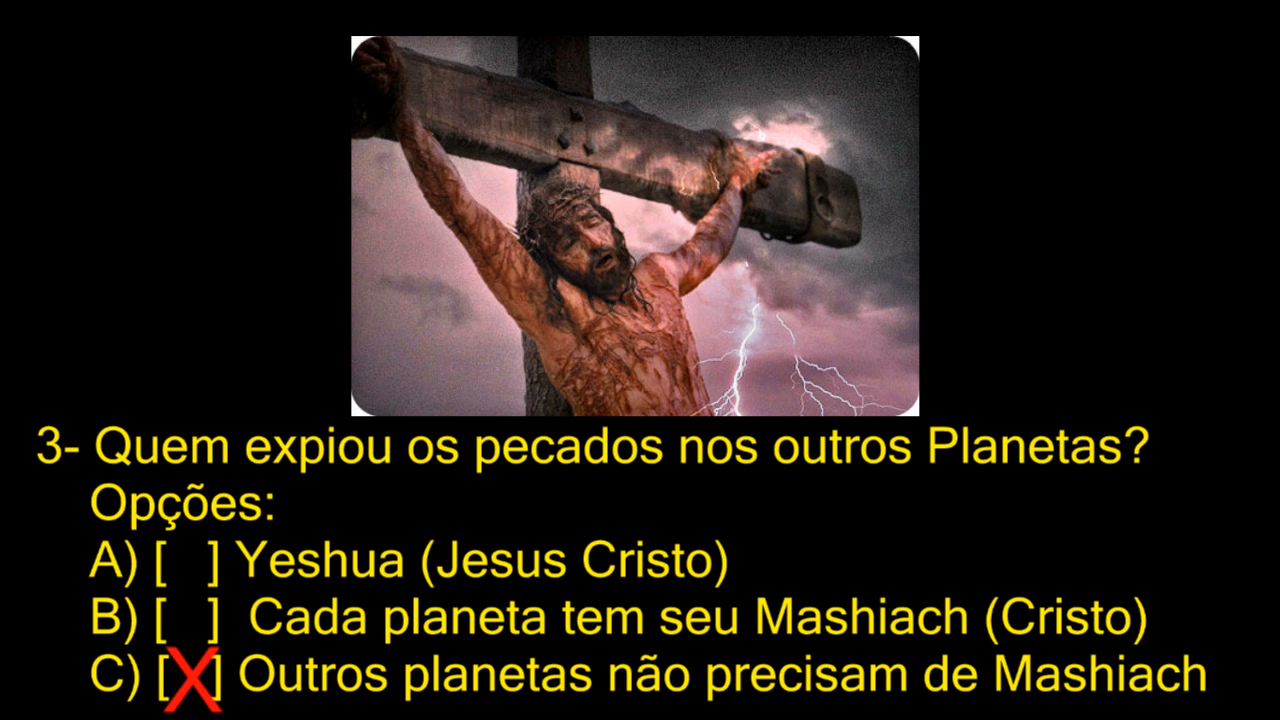 3- Quem expiou os pecados nos outros Planetas?
Opções:
A) [ ] Yeshua (Jesus Cristo)
B) [ ] Cada planeta tem seu Mashiach (Cristo)
C) [X] Outros planetas não precisam de Mashiach